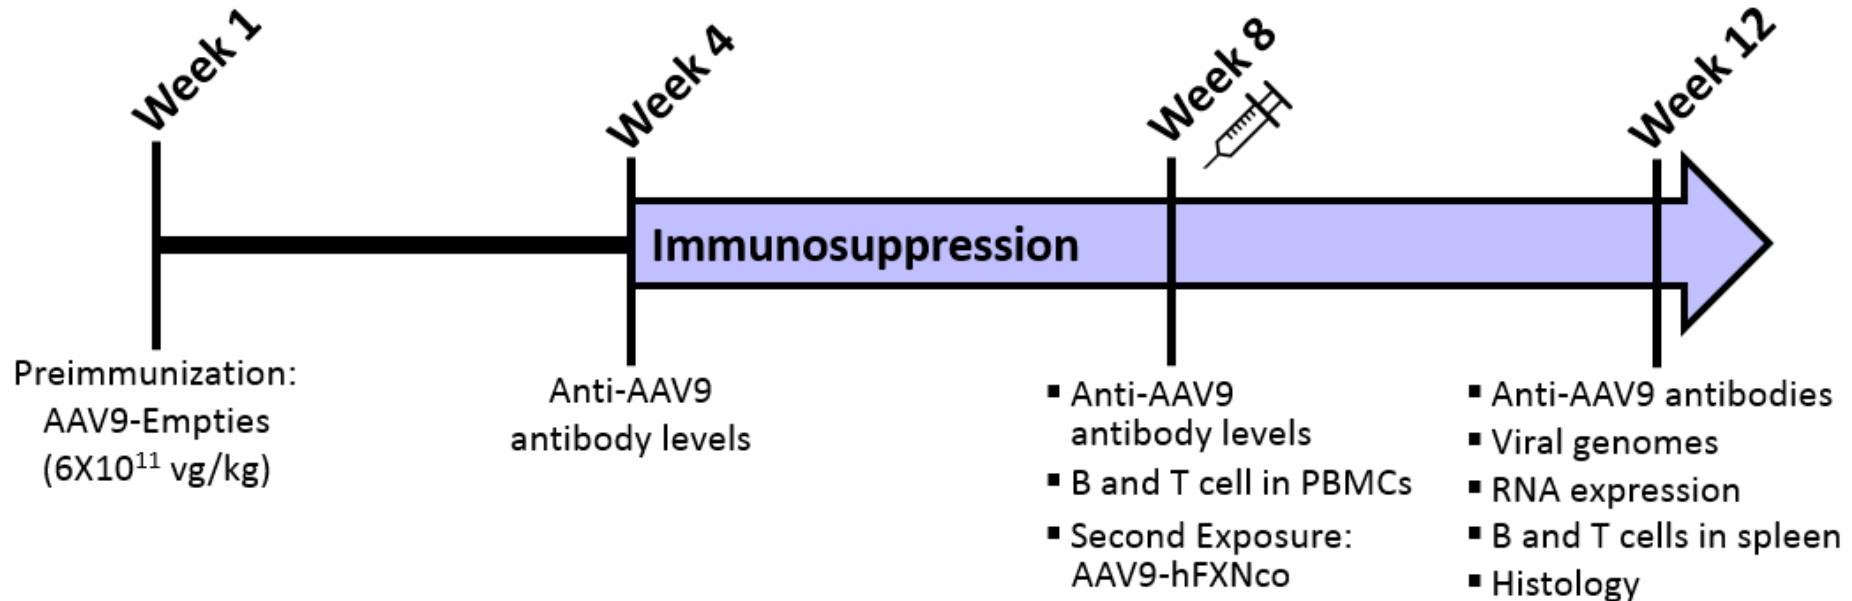 Week 1
Week 4
Week 8
Week 12
Immunosuppression
Preimmunization:
AAV9-Empties
(6X10¹¹ vg/kg)
Anti-AAV9
antibody levels
▪ Anti-AAV9
antibody levels
▪ B and T cell in PBMCs
▪ Second Exposure:
AAV9-hFXNco
▪ Anti-AAV9 antibodies
▪ Viral genomes
▪ RNA expression
▪ B and T cells in spleen
▪ Histology